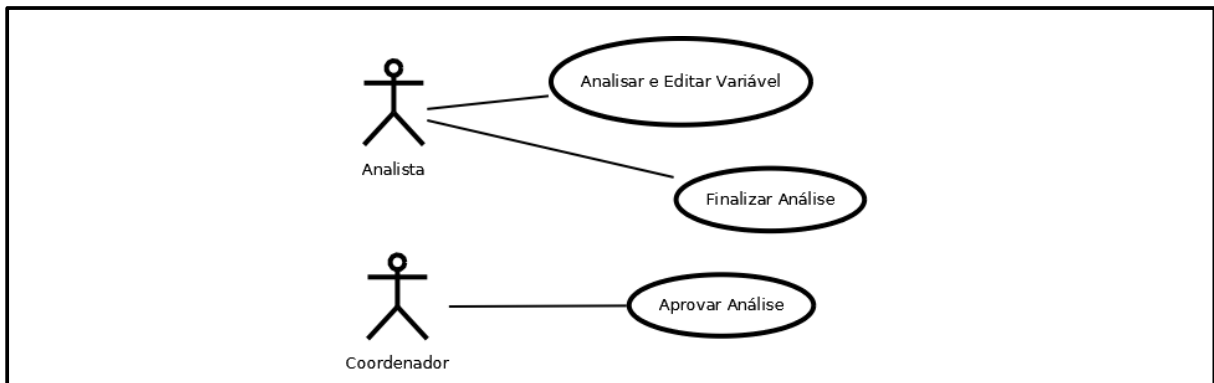 Analisar e Editar Variável
Analista
Finalizar Análise
Aprovar Análise
Coordenador